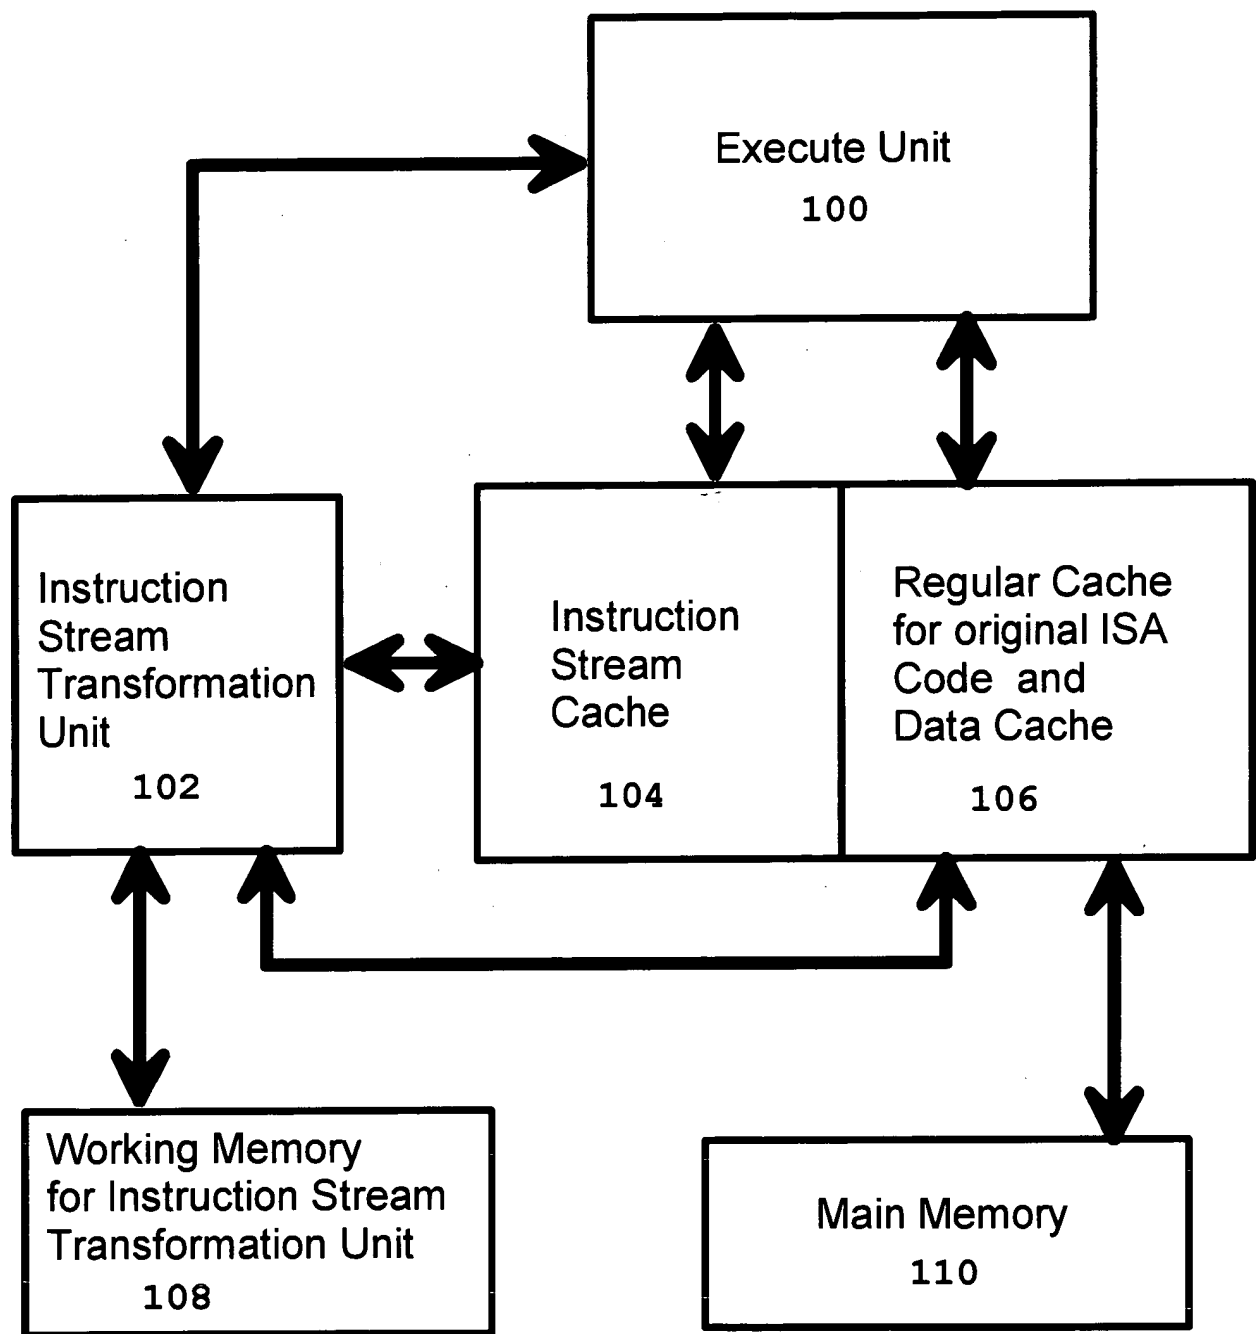 Execute Unit
100
Instruction
Stream
Transformation
Unit
102
Instruction
Stream
Cache
104
Regular Cache
for original ISA
Code and
Data Cache
106
Working Memory
for Instruction Stream
Transformation Unit
108
Main Memory
110